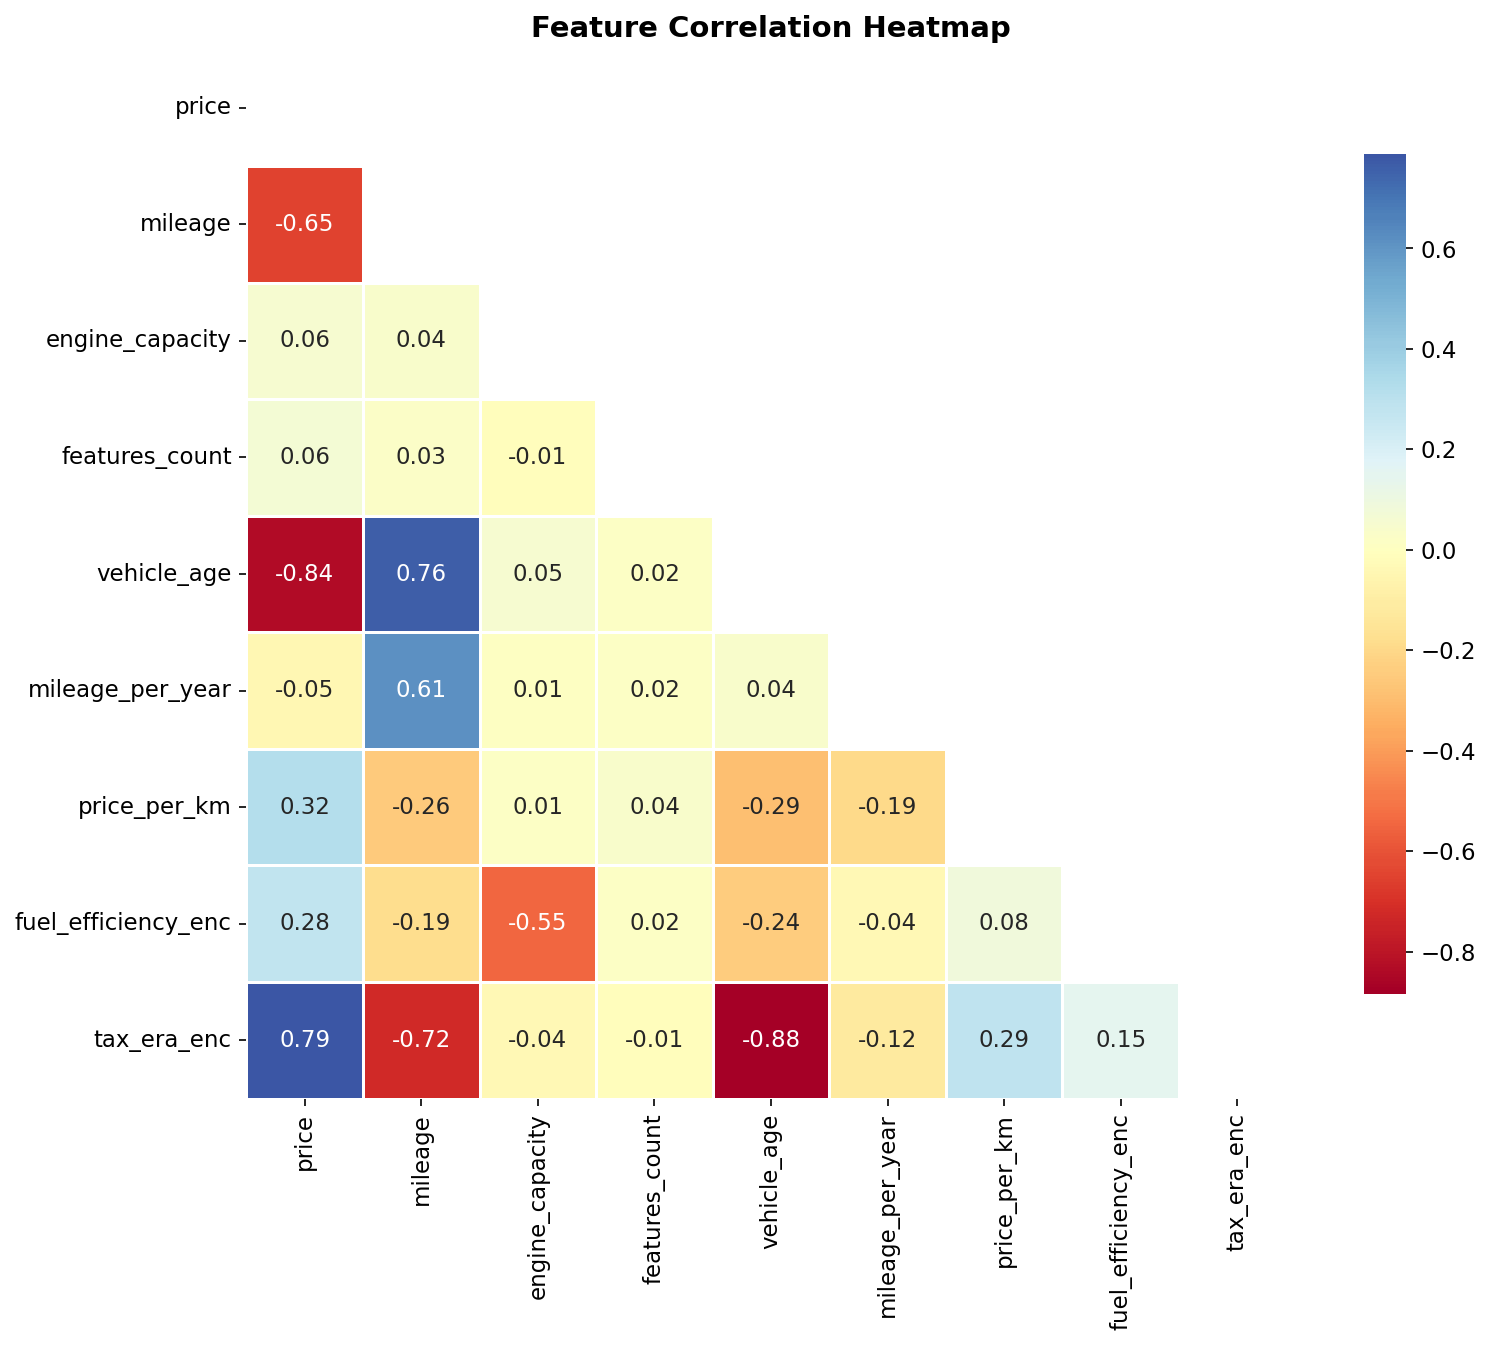 Feature Correlation Heatmap
price
mileage -0.65
engine_capacity 0.06 0.04
features_count 0.06 0.03 -0.01
vehicle_age -0.84 0.76 0.05 0.02
mileage_per_year -0.05 0.61 0.01 0.02 0.04
price_per_km 0.32 -0.26 0.01 0.04 -0.29 -0.19
fuel_efficiency_enc 0.28 -0.19 -0.55 0.02 -0.24 -0.04 0.08
tax_era_enc 0.79 -0.72 -0.04 -0.01 -0.88 -0.12 0.29 0.15
price
mileage
engine_capacity
features_count
vehicle_age
mileage_per_year
price_per_km
fuel_efficiency_enc
tax_era_enc
0.6
0.4
0.2
0.0
−0.2
−0.4
−0.6
−0.8